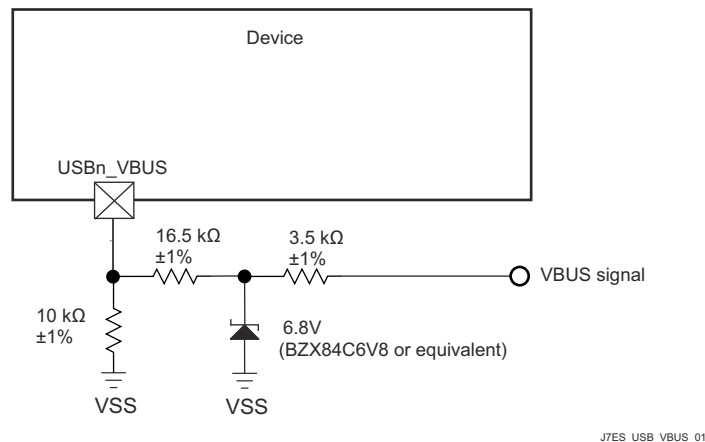 Device
USBn_VBUS
16.5 kΩ
±1%
3.5 kΩ
±1%
VBUS signal
10 kΩ
±1%
6.8V
(BZX84C6V8 or equivalent)
VSS
VSS
J7ES_USB_VBUS_01